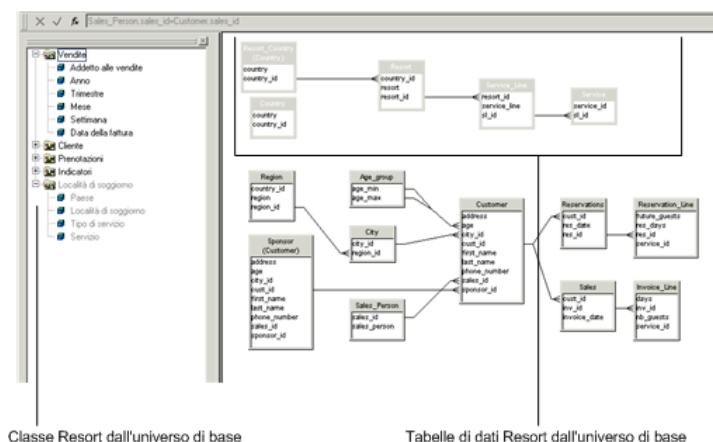 Sales_Person.sales_id=Customer.sales_id
Vendite
Addetto alle vendite
Anno
Trimestre
Mese
Settimana
Data della fattura
Cliente
Prenotazioni
Indicatori
Località di soggiorno
Paese
Località di soggiorno
Tipo di servizio
Servizio
Resort_Country
(Country)
country
country_id
Country
country
country_id
Resort
country_id
resort
resort_id
Service_Line
resort_id
service_line
sl_id
Service
service_id
sl_id
Region
country_id
region
region_id
Age_group
age_min
age_max
City
city_id
region_id
Sponsor
(Customer)
address
age
city_id
cust_id
first_name
last_name
phone_number
sales_id
sponsor_id
Sales_Person
sales_id
sales_person
Customer
address
age
city_id
cust_id
first_name
last_name
phone_number
sales_id
sponsor_id
Reservations
cust_id
res_date
res_id
Reservation_Line
future_guests
res_days
res_id
service_id
Sales
cust_id
inv_id
invoice_date
Invoice_Line
days
inv_id
nb_guests
service_id
Classe Resort dall'universo di base
Tabelle di dati Resort dall'universo di base